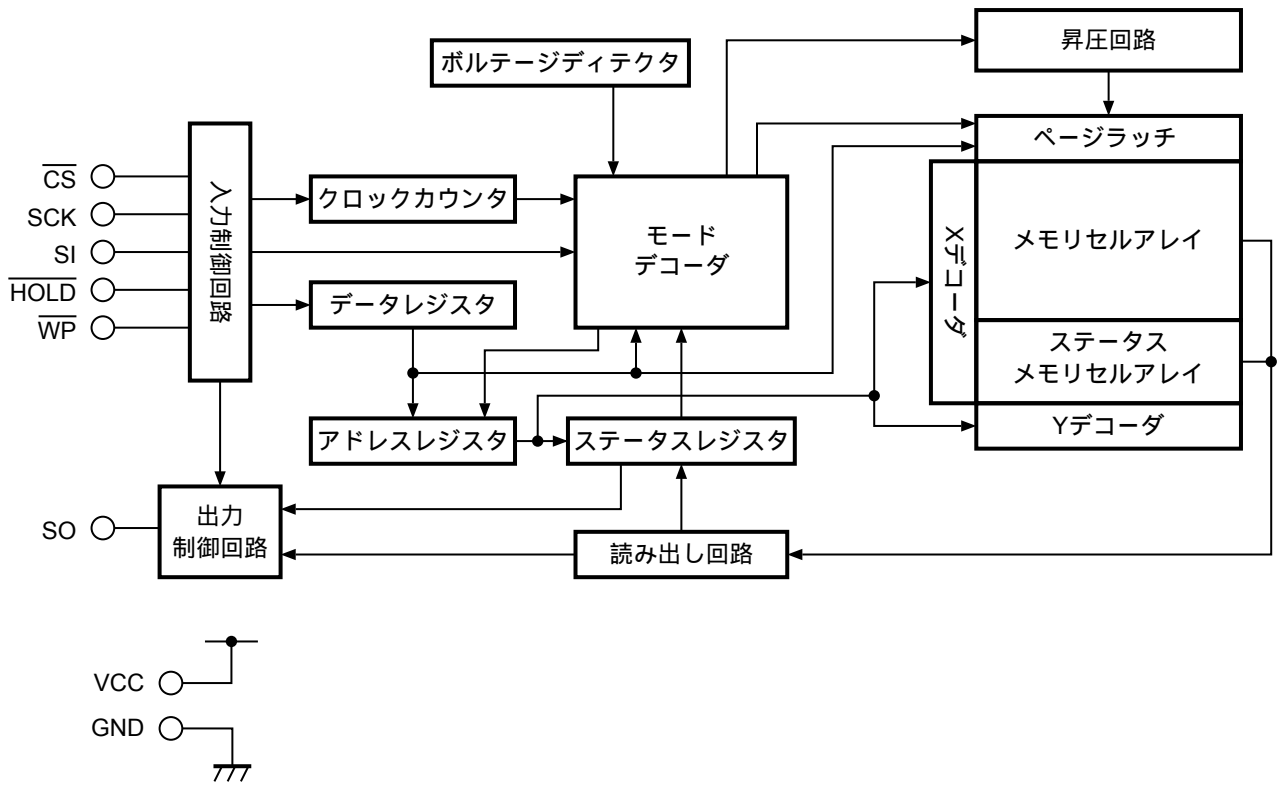 昇圧回路
ボルテージディテクタ
ページラッチ
CS
SCK
SI
HOLD
WP
入力制御回路
クロックカウンタ
モード
デコーダ
Xデコーダ
メモリセルアレイ
データレジスタ
ステータス
メモリセルアレイ
アドレスレジスタ
ステータスレジスタ
Yデコーダ
SO
出力
制御回路
読み出し回路
VCC
GND